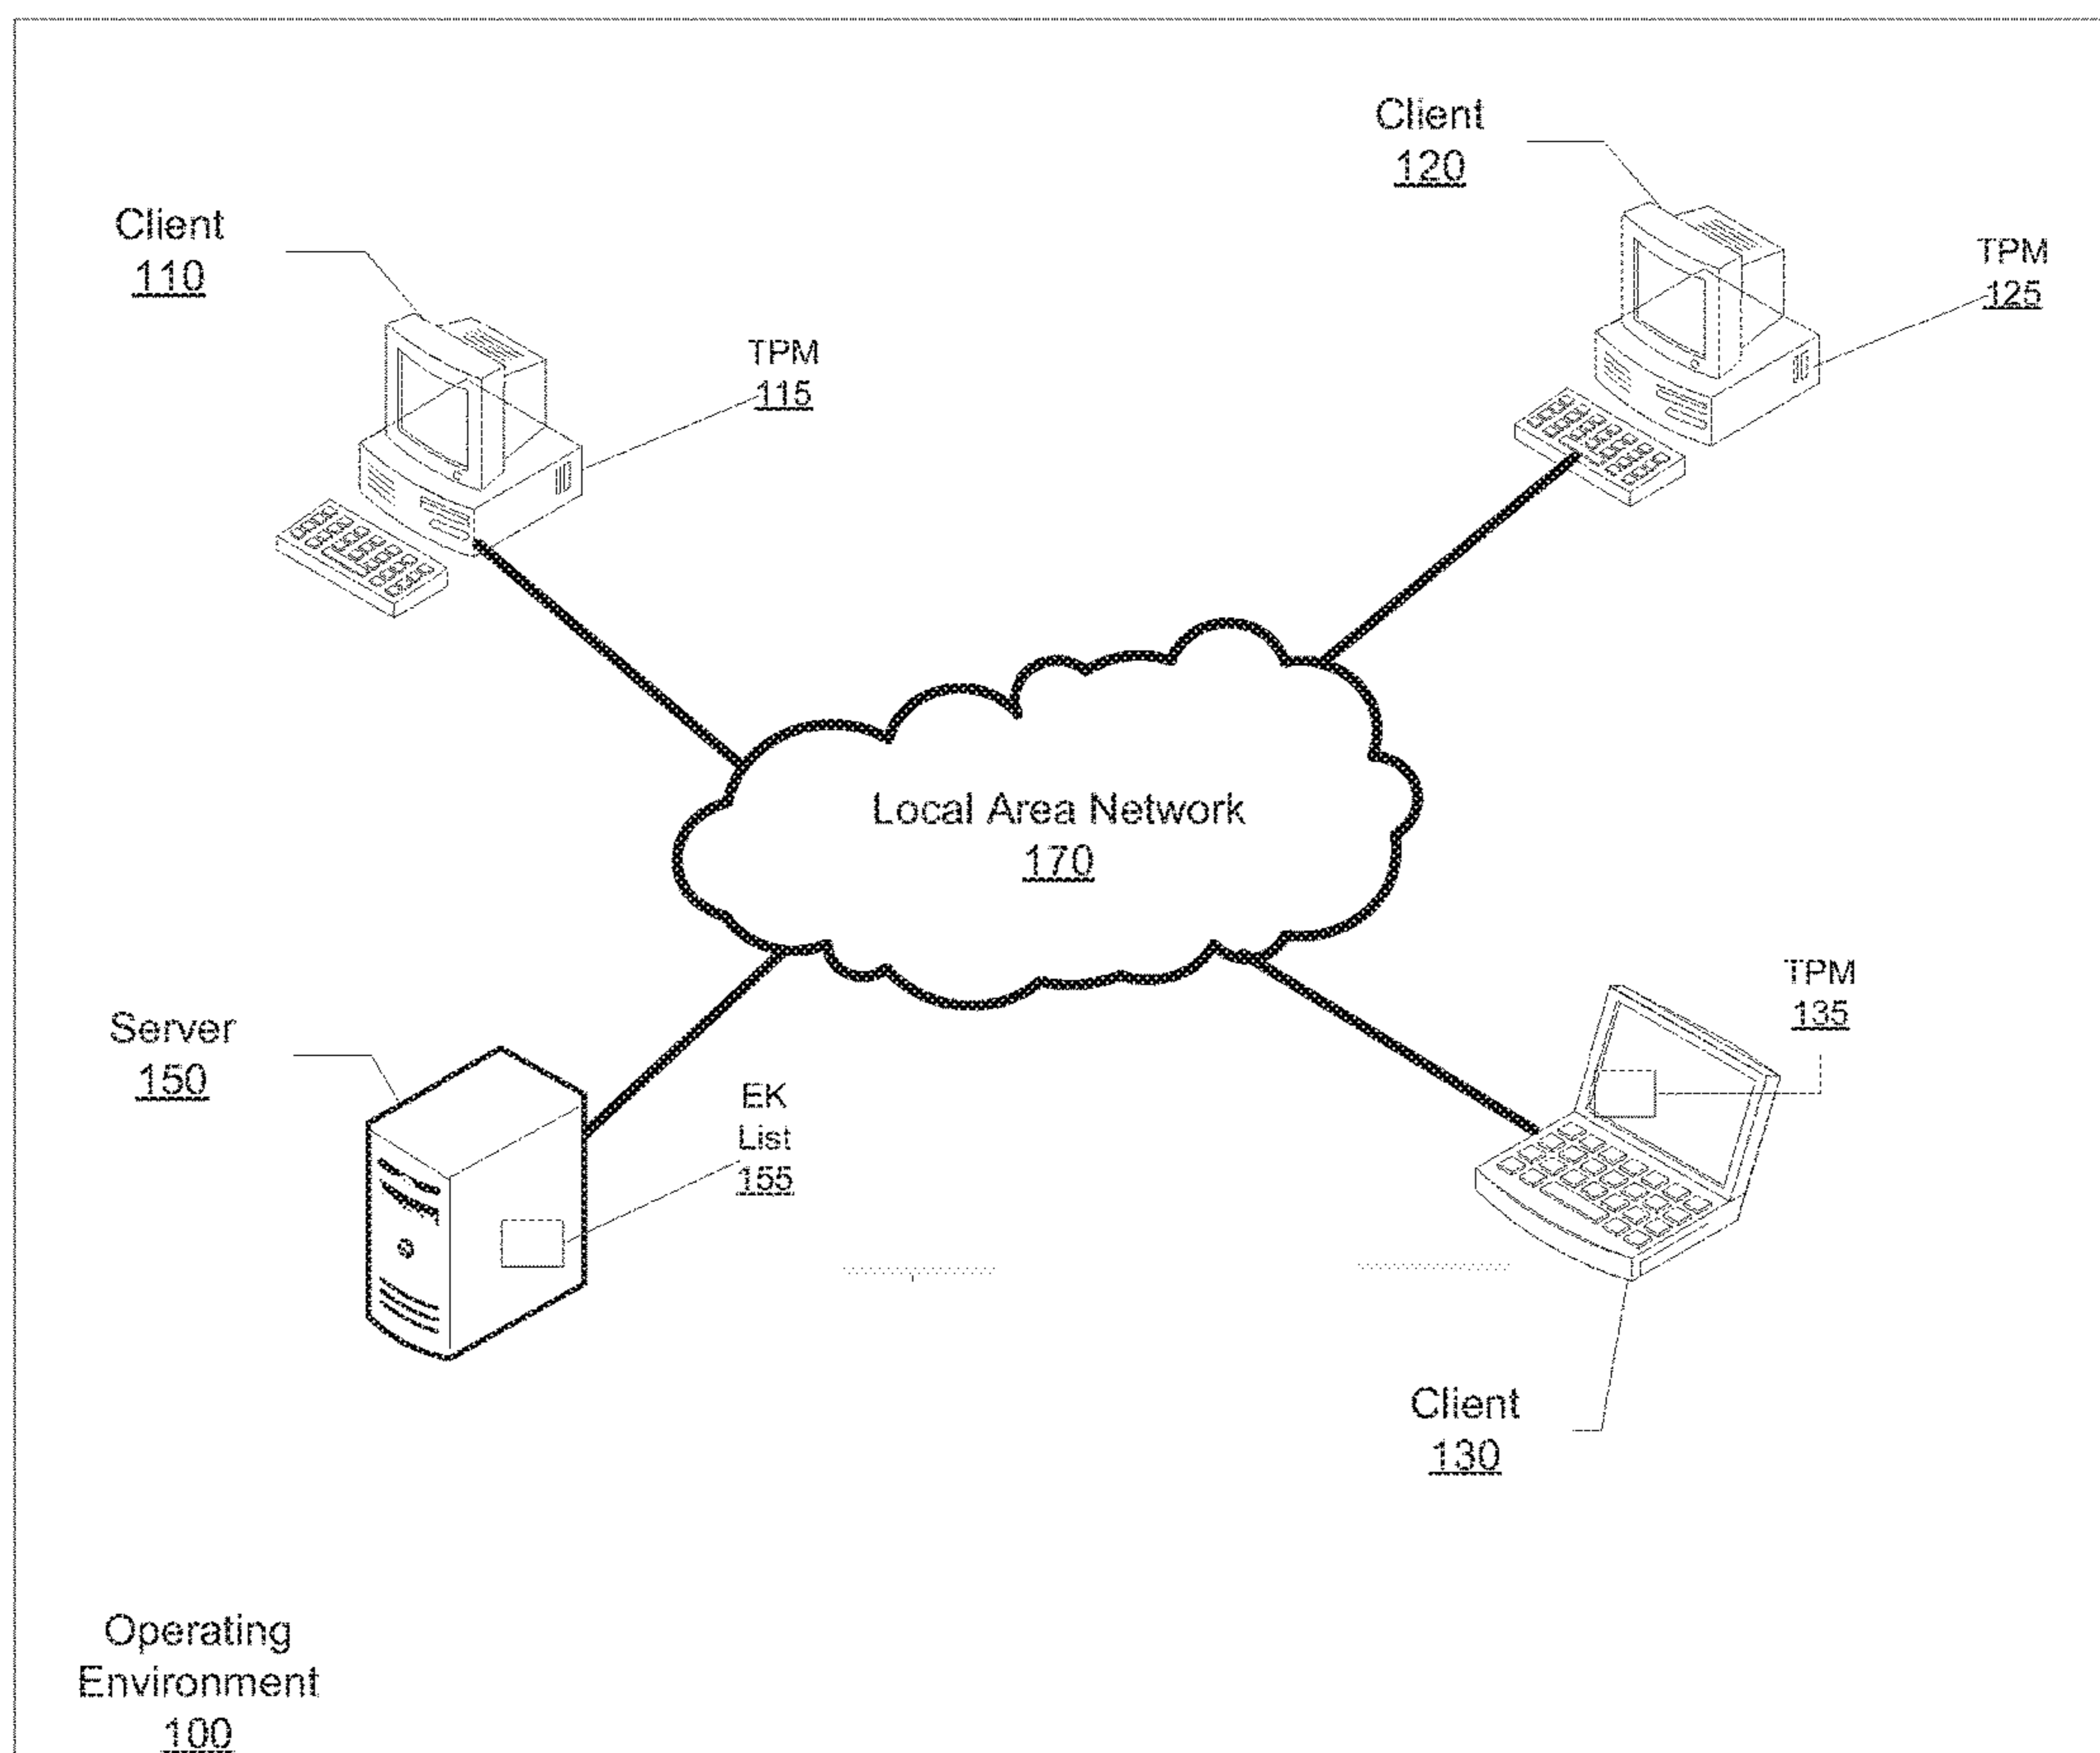 Client
120
Client
110
TPM
125
TPM
115
Local Area Network
170
TPM
135
Server
150
EK
List
155
Client
130
Operating
Environment
100